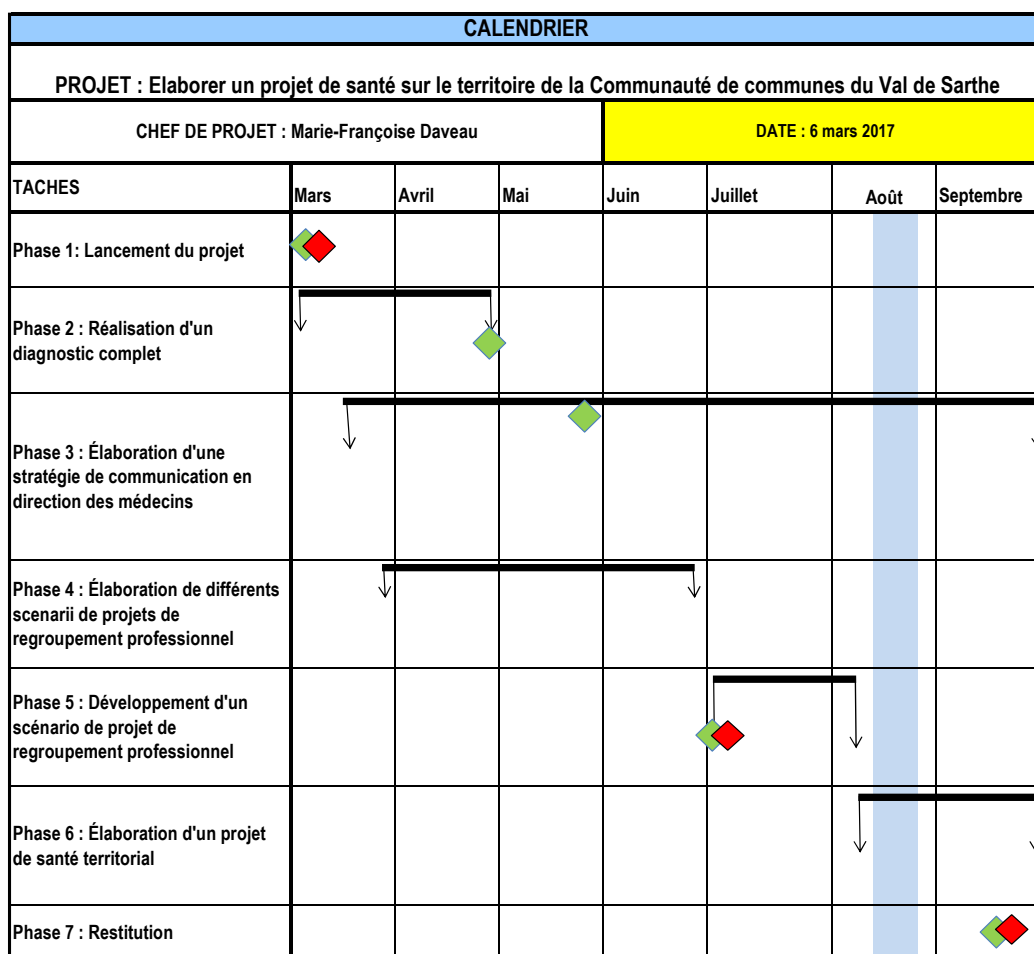 CALENDRIER
PROJET : Elaborer un projet de santé sur le territoire de la Communauté de communes du Val de Sarthe
CHEF DE PROJET : Marie-Françoise Daveau
DATE : 6 mars 2017
TACHES
Mars
Avril
Mai
Juin
Juillet
Août
Septembre
Phase 1: Lancement du projet
Phase 2 : Réalisation d'un
diagnostic complet
Phase 3 : Élaboration d'une
stratégie de communication en
direction des médecins
Phase 4 : Élaboration de différents
scenarii de projets de
regroupement professionnel
Phase 5 : Développement d'un
scénario de projet de
regroupement professionnel
Phase 6 : Élaboration d'un projet
de santé territorial
Phase 7 : Restitution